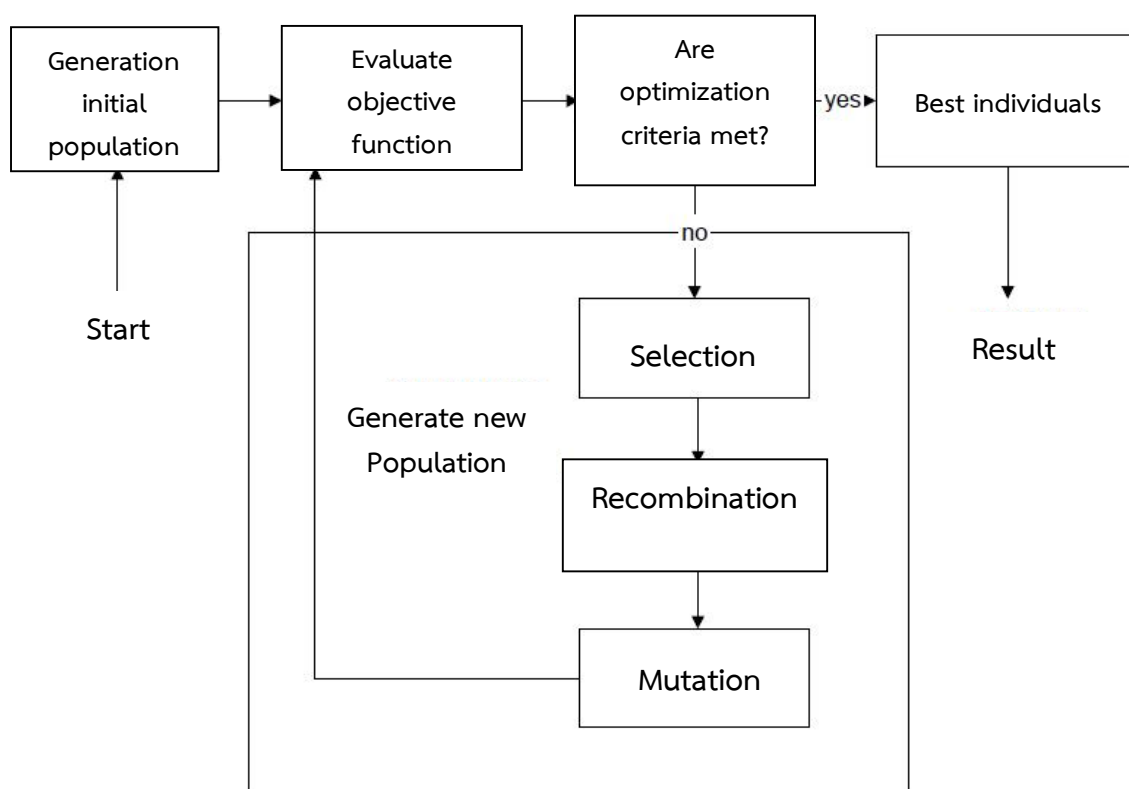 Generation
initial
population
Evaluate
objective
function
Are
optimization
criteria met?
yes
Best individuals
no
Start
Selection
Result
Generate new
Population
Recombination
Mutation